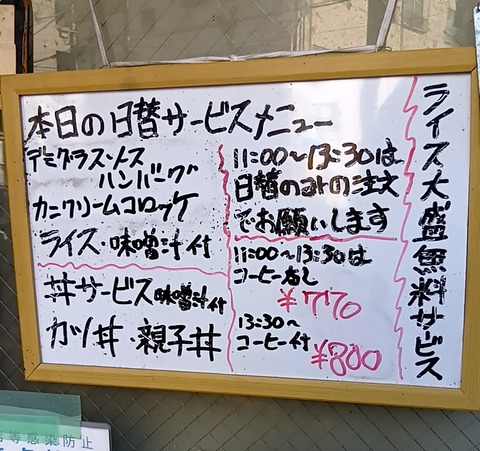 本日の日替サービスメニュー
デミグラス・ソース
ハンバーグ
カニクリームコロッケ
ライス・味噌汁付
丼サービス味噌汁付
カツ丼・親子丼
11:00〜13:30は
日替のみの注文
でお願いします
11:00〜13:30は
コーヒーなし
¥770
13:30〜
コーヒー付
¥800
ライス大盛無料サービス
等感染防止